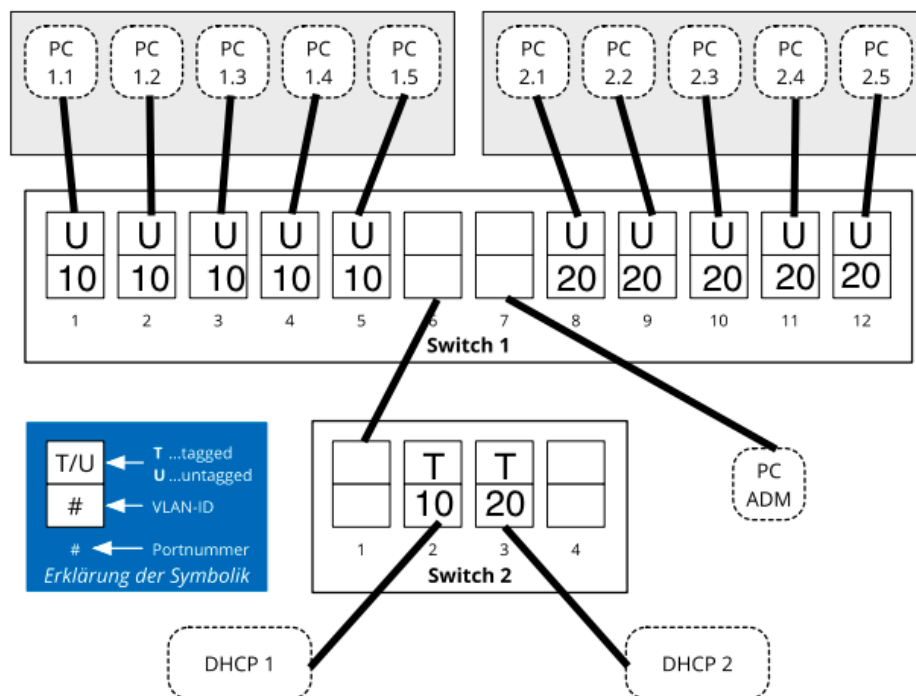 PC PC PC PC PC PC PC PC PC PC
1.1 1.2 1.3 1.4 1.5 2.1 2.2 2.3 2.4 2.5
U U U U U U U U U U
10 10 10 10 10 20 20 20 20 20
1 2 3 4 5 6 7 8 9 10 11 12
Switch 1
T/U
T ...tagged
U ...untagged
# VLAN-ID
# Portnummer
Erklärung der Symbolik
T T
10 20
1 2 3 4
Switch 2
PC
ADM
DHCP 1
DHCP 2